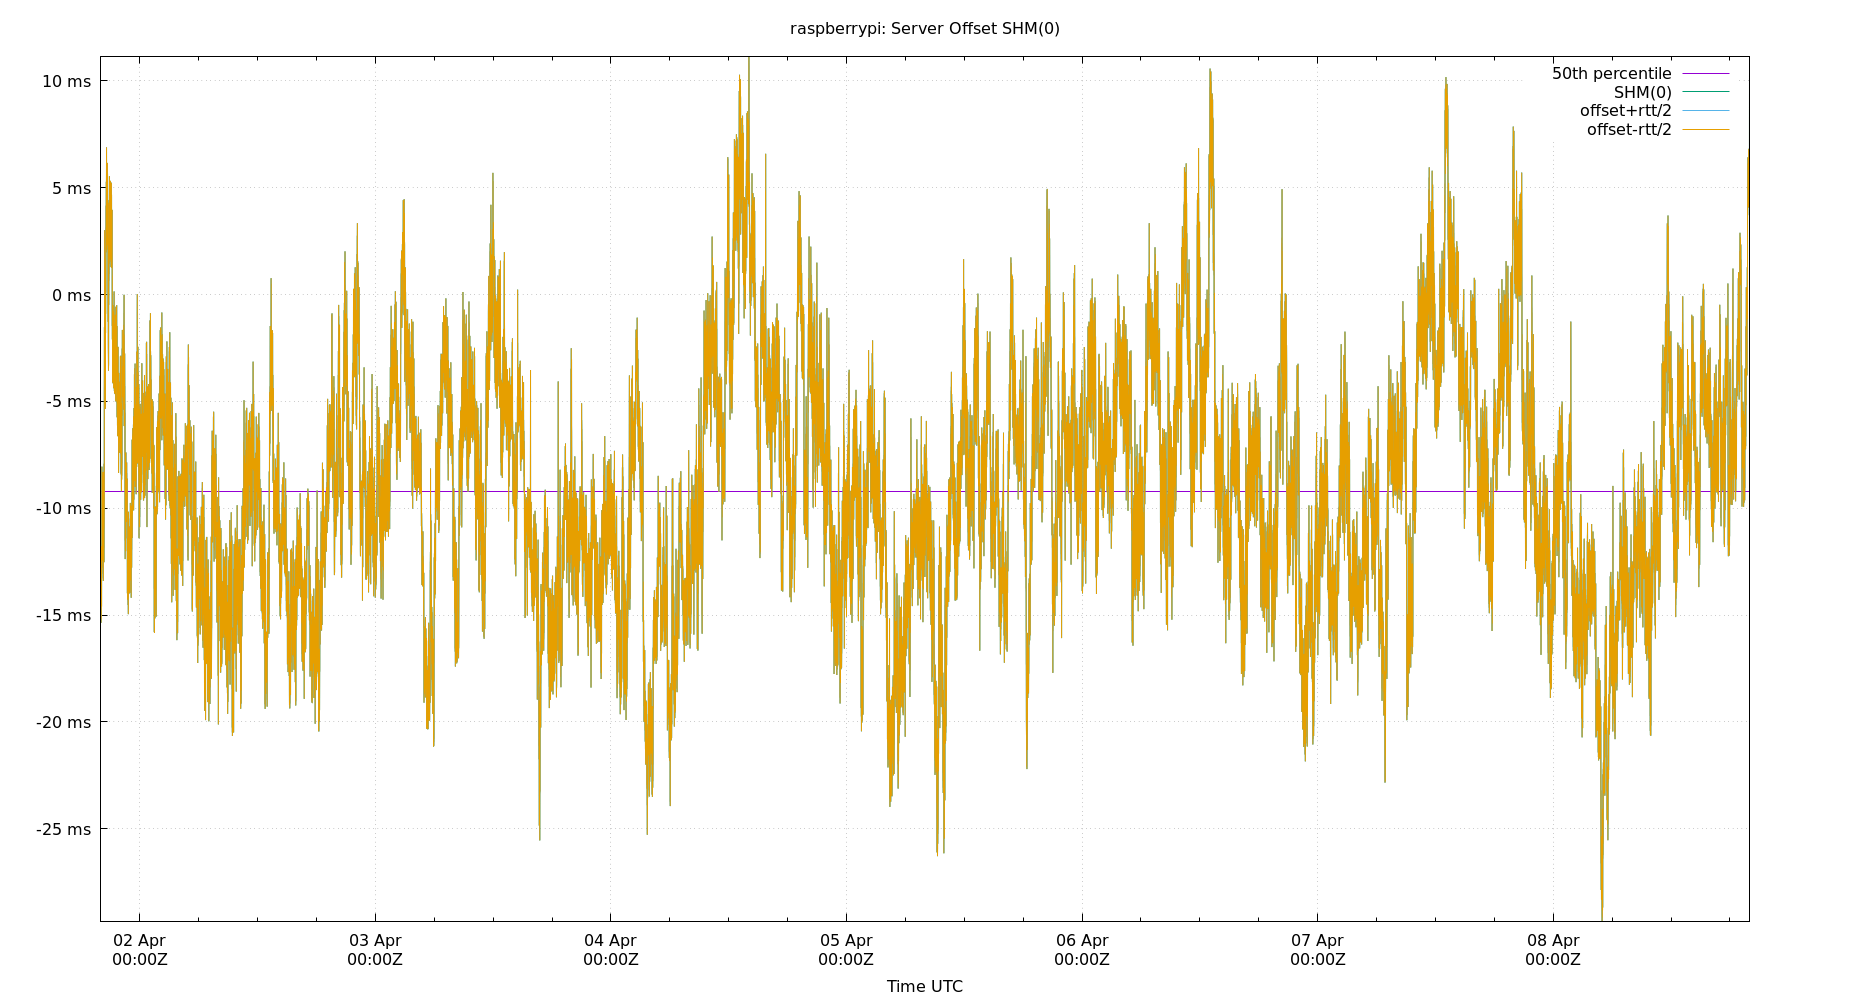 raspberrypi: Server Offset SHM(0)
50th percentile
SHM(0)
offset+rtt/2
offset-rtt/2
10 ms
5 ms
0 ms
-5 ms
-10 ms
-15 ms
-20 ms
-25 ms
02 Apr 03 Apr 04 Apr 05 Apr 06 Apr 07 Apr 08 Apr
00:00Z 00:00Z 00:00Z 00:00Z 00:00Z 00:00Z 00:00Z
Time UTC